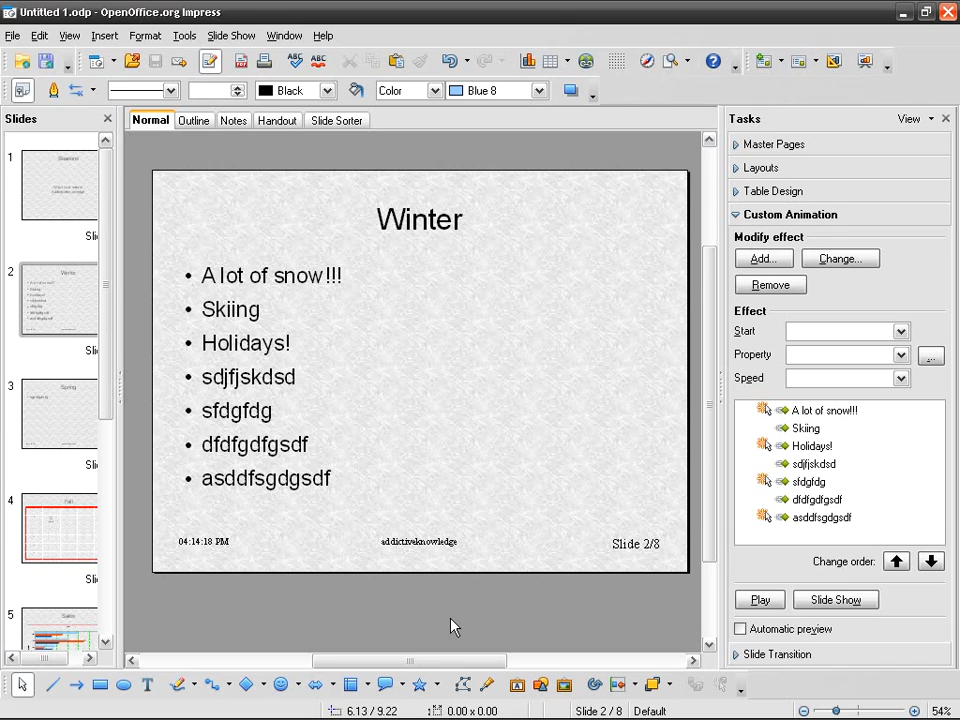 Untitled 1.odp - OpenOffice.org Impress
File Edit View Insert Format Tools Slide Show Window Help
Black Color Blue 8
Slides
Normal Outline Notes Handout Slide Sorter
Tasks View
1
2
3
4
5
Winter
• A lot of snow!!!
• Skiing
• Holidays!
• sdjfjskdsd
• sfdgfdg
• dfdfgdfgsdf
• asddfsgdgsdf
04:14:18 PM addictiveknowledge Slide 2/8
Master Pages
Layouts
Table Design
Custom Animation
Modify effect
Add... Change...
Remove
Effect
Start
Property ...
Speed
A lot of snow!!!
Skiing
Holidays!
sdjfjskdsd
sfdgfdg
dfdfgdfgsdf
asddfsgdgsdf
Change order:
Play Slide Show
Automatic preview
Slide Transition
6.13 / 9.22 0.00 x 0.00 Slide 2 / 8 Default 54%